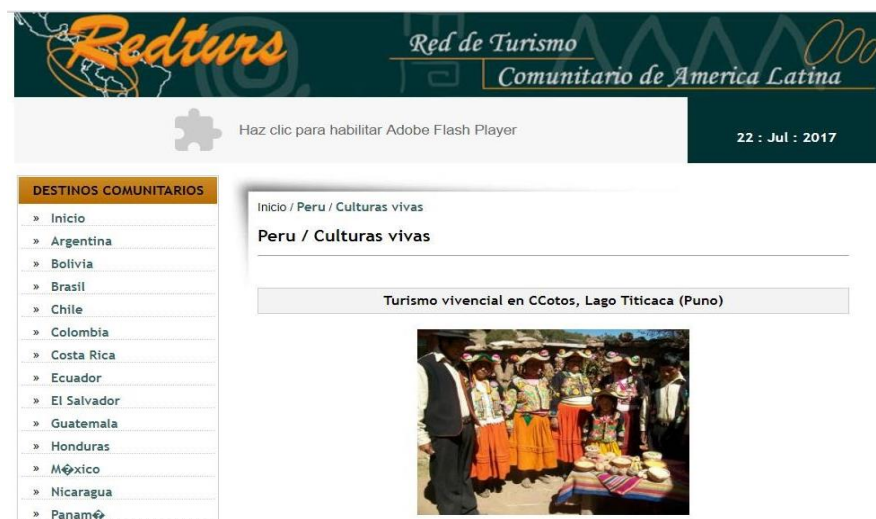 Redturs
Red de Turismo
Comunitario de America Latina
Haz clic para habilitar Adobe Flash Player
22 : Jul : 2017
DESTINOS COMUNITARIOS
» Inicio
» Argentina
» Bolivia
» Brasil
» Chile
» Colombia
» Costa Rica
» Ecuador
» El Salvador
» Guatemala
» Honduras
» M�xico
» Nicaragua
» Panam�
Inicio / Peru / Culturas vivas
Peru / Culturas vivas
Turismo vivencial en CCotos, Lago Titicaca (Puno)